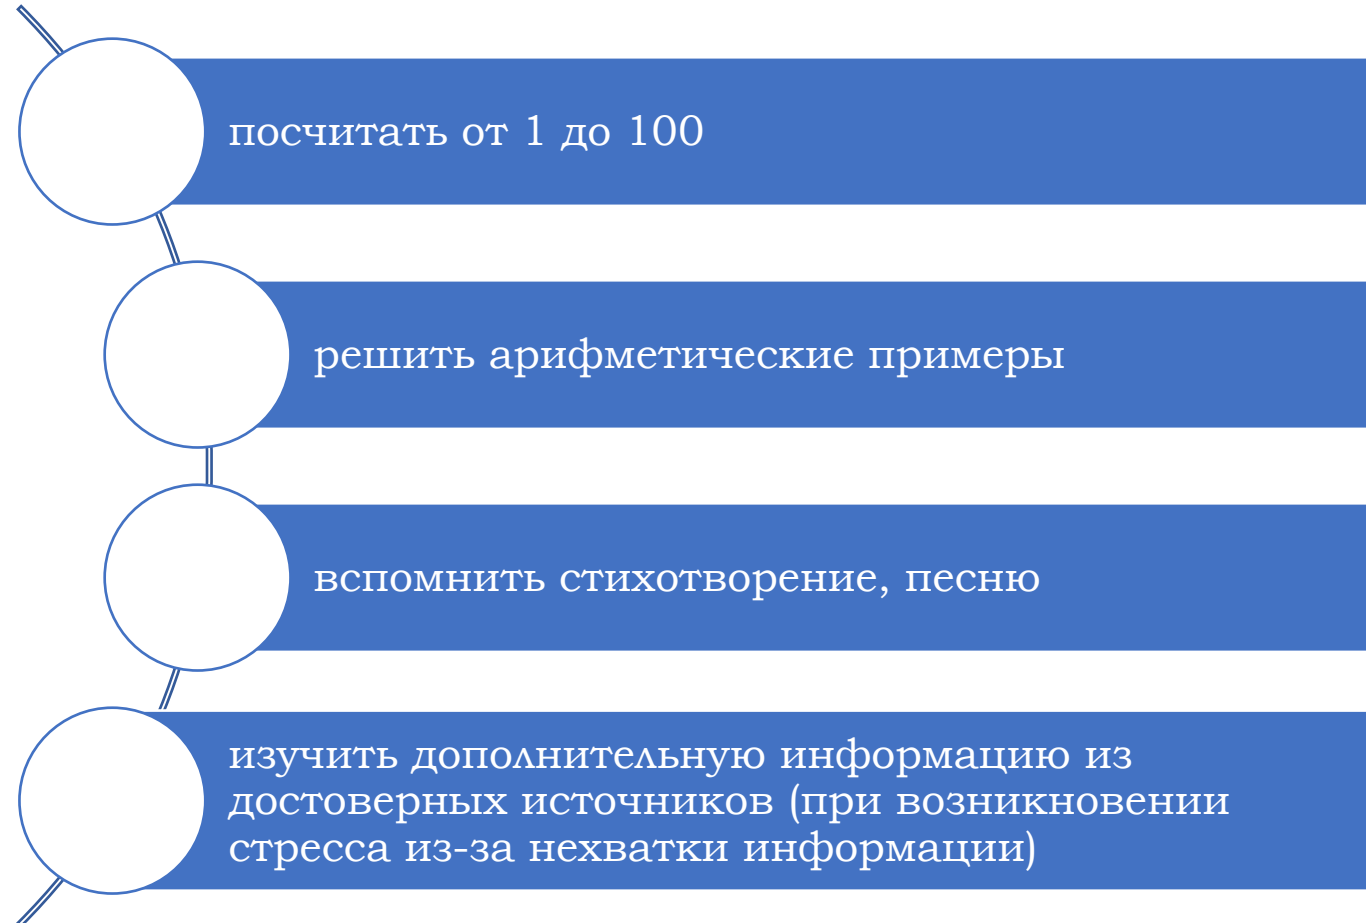 посчитать от 1 до 100
решить арифметические примеры
вспомнить стихотворение, песню
изучить дополнительную информацию из
достоверных источников (при возникновении
стресса из-за нехватки информации)